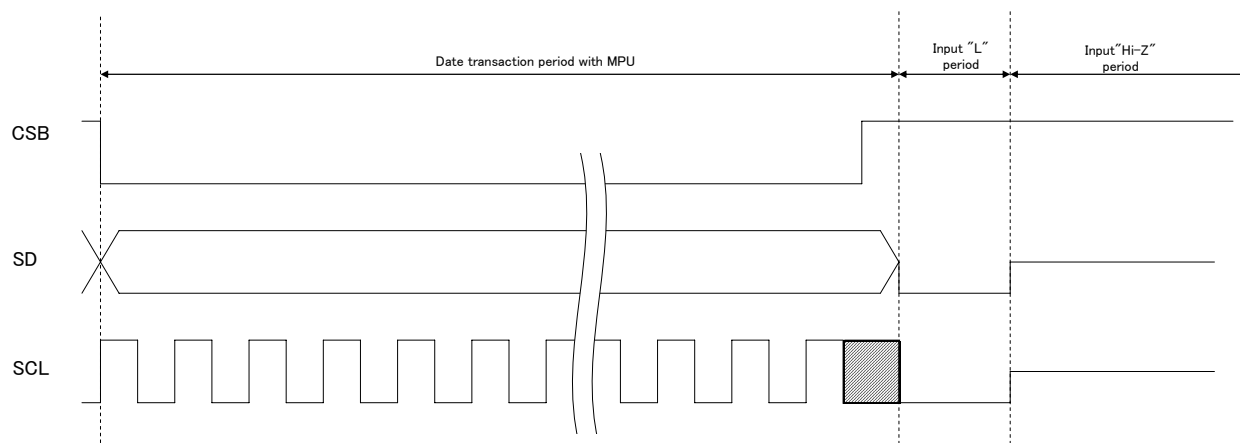 Date transaction period with MPU
Input "L"
period
Input"Hi-Z"
period
CSB
SD
SCL